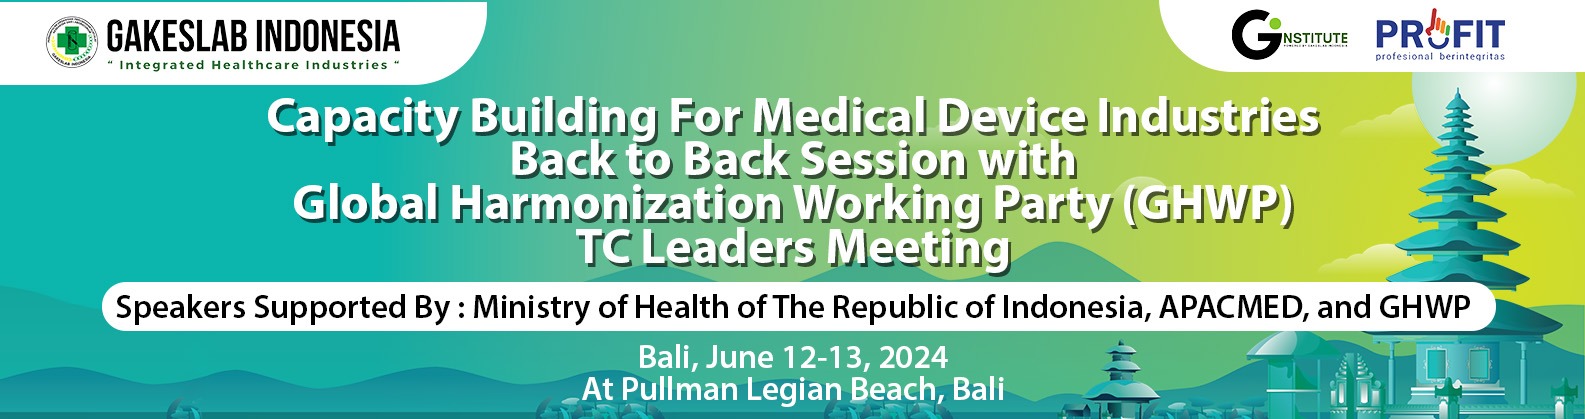 GAKESLAB INDONESIA
" Integrated Healthcare Industries "
GiNSTITUTE
PROFIT
profesional berintegritas
Capacity Building For Medical Device Industries
Back to Back Session with
Global Harmonization Working Party (GHWP)
TC Leaders Meeting
Speakers Supported By : Ministry of Health of The Republic of Indonesia, APACMED, and GHWP
Bali, June 12-13, 2024
At Pullman Legian Beach, Bali